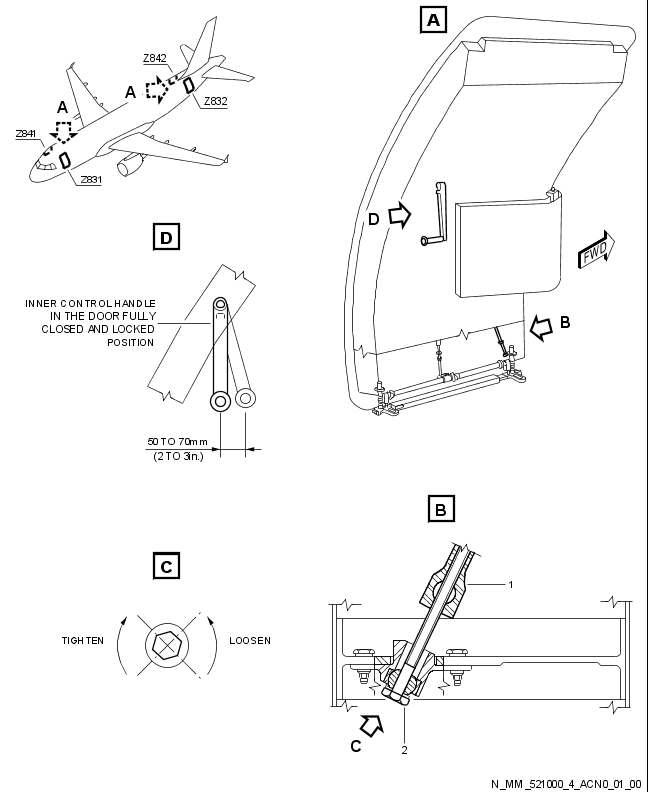 A
Z842
A
Z832
A
Z841
Z831
D
FWD
B
D
INNER CONTROL HANDLE
IN THE DOOR FULLY
CLOSED AND LOCKED
POSITION
50 TO 70mm
(2 TO 3in.)
B
1
C
TIGHTEN
LOOSEN
C
2
N_MM_521000_4_ACN0_01_00